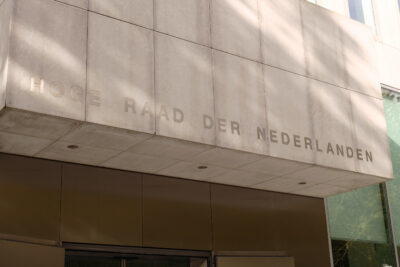 HOGE RAAD DER NEDERLANDEN